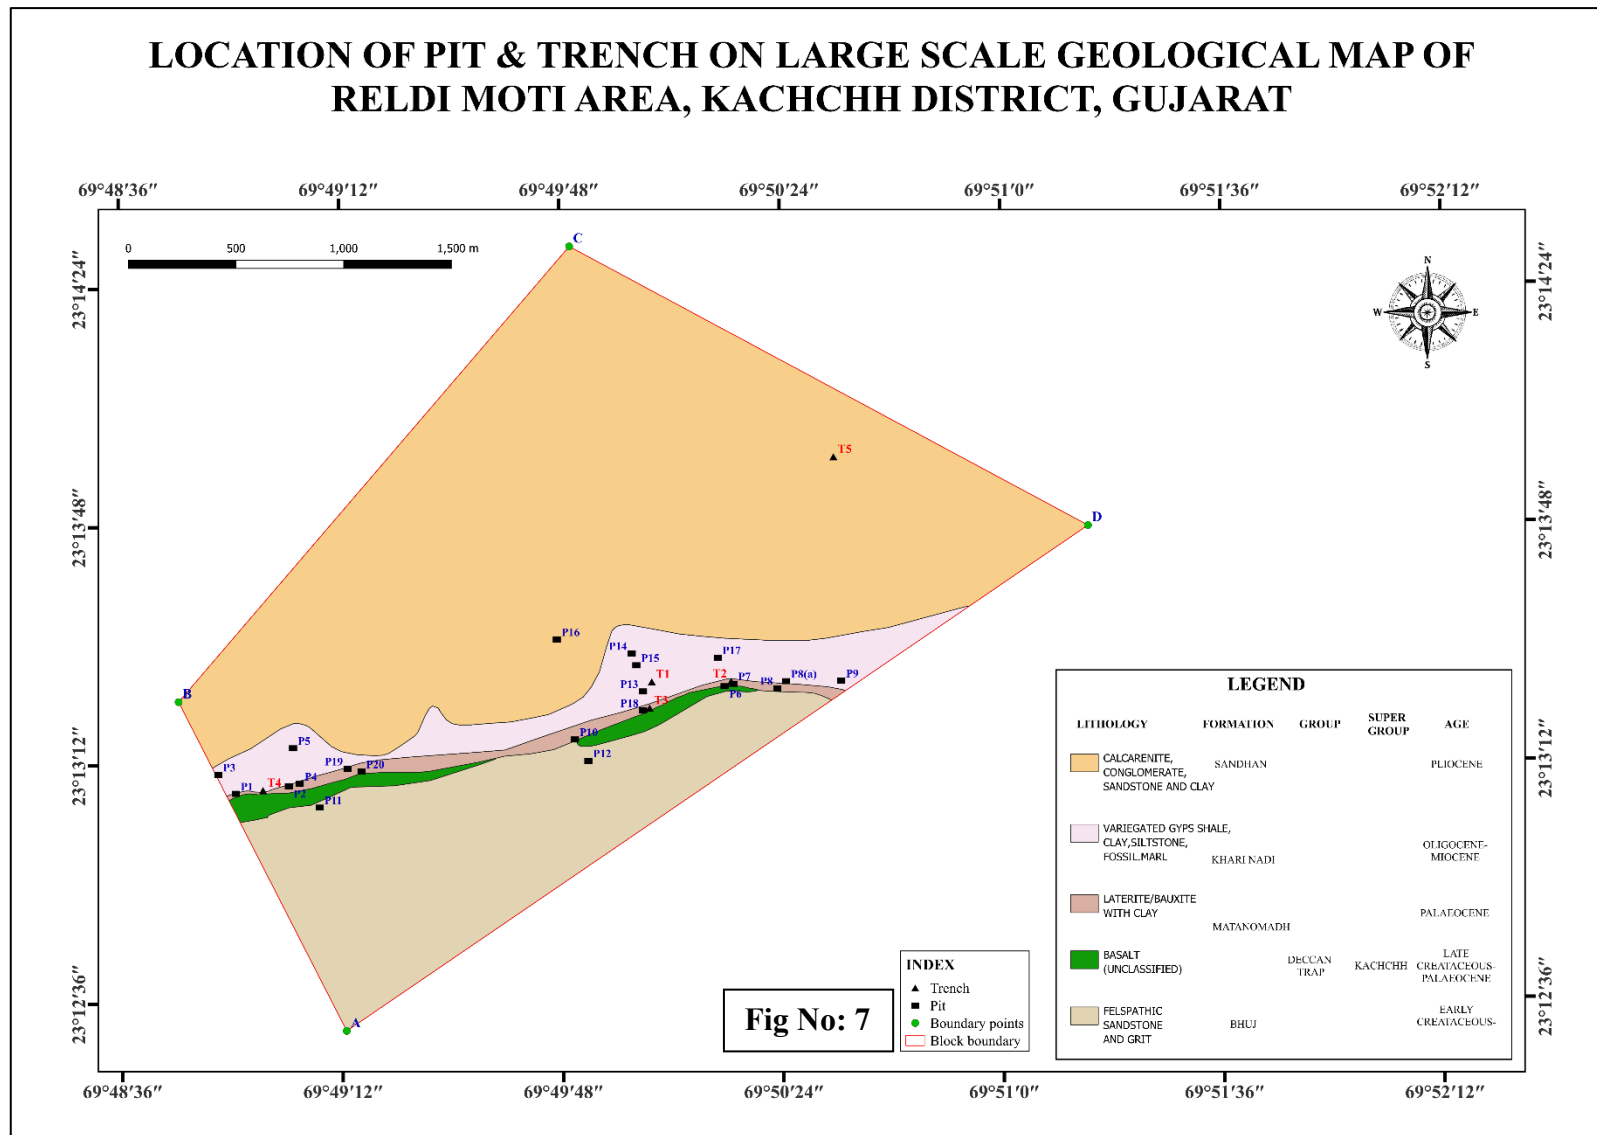 LOCATION OF PIT & TRENCH ON LARGE SCALE GEOLOGICAL MAP OF
RELDI MOTI AREA, KACHCHH DISTRICT, GUJARAT
69°48′36″ 69°49′12″ 69°49′48″ 69°50′24″ 69°51′0″ 69°51′36″ 69°52′12″
0 500 1,000 1,500 m
C
N
W E
S
23°14′24″ 23°14′24″
T5
23°13′48″ 23°13′48″
D
P16
P14
P15
P17
T1
T2
P7
P8(a)
P9
P13
P8
P6
B
P18
T3
P10
P5
P12
23°13′12″ 23°13′12″
P3
P19
P20
T4
P4
P1
P2
P11
A
23°12′36″ 23°12′36″
LEGEND
LITHOLOGY FORMATION GROUP SUPER GROUP AGE
CALCARENITE,
CONGLOMERATE,
SANDSTONE AND CLAY
SANDHAN
PLIOCENE
VARIEGATED GYPS SHALE,
CLAY,SILTSTONE,
FOSSIL.MARL
KHARI NADI
OLIGOCENE-
MIOCENE
LATERITE/BAUXITE
WITH CLAY
MATANOMADH
PALAEOCENE
BASALT
(UNCLASSIFIED)
DECCAN
TRAP
KACHCHH
LATE
CREATACEOUS-
PALAEOCENE
FELSPATHIC
SANDSTONE
AND GRIT
BHUJ
EARLY
CREATACEOUS-
Fig No: 7
INDEX
Trench
Pit
Boundary points
Block boundary
69°48′36″ 69°49′12″ 69°49′48″ 69°50′24″ 69°51′0″ 69°51′36″ 69°52′12″